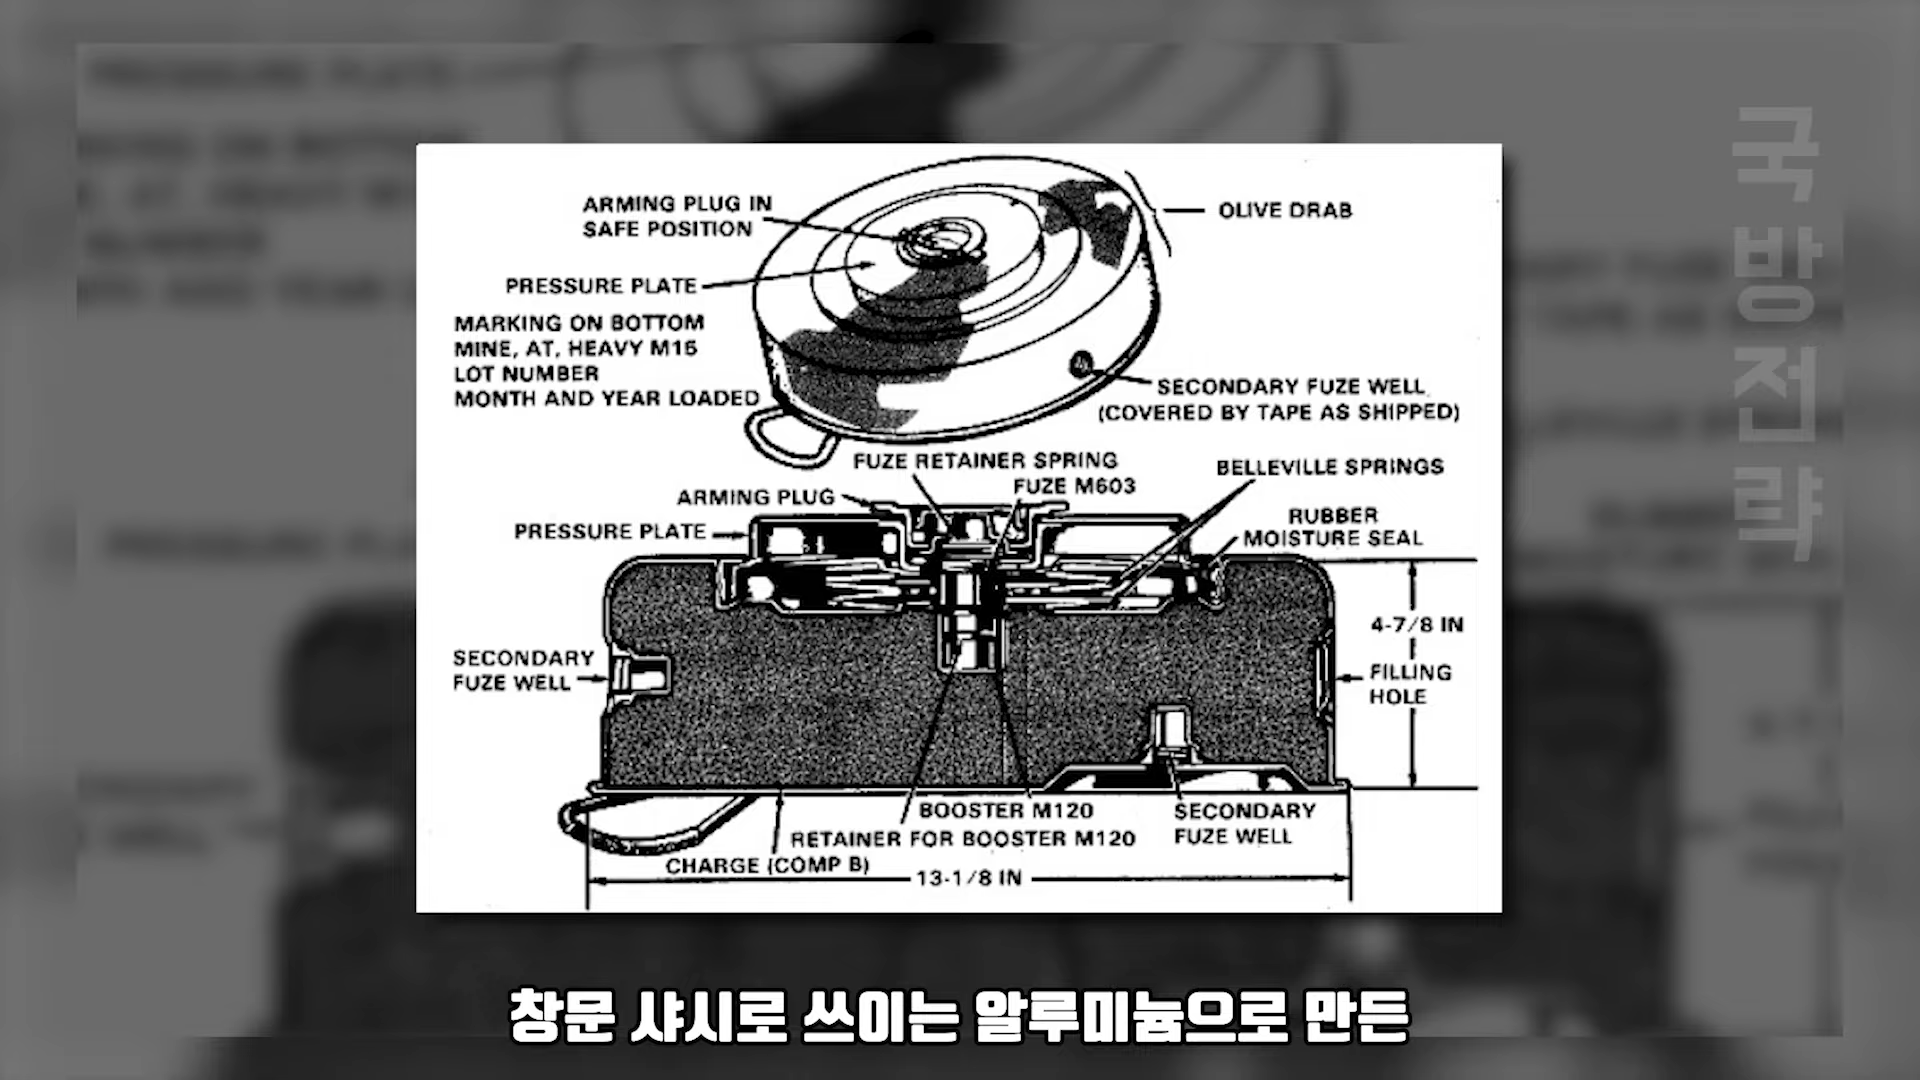 ARMING PLUG IN
SAFE POSITION
OLIVE DRAB
PRESSURE PLATE
MARKING ON BOTTOM
MINE, AT, HEAVY M15
LOT NUMBER
MONTH AND YEAR LOADED
SECONDARY FUZE WELL
(COVERED BY TAPE AS SHIPPED)
FUZE RETAINER SPRING
BELLEVILLE SPRINGS
ARMING PLUG
FUZE M603
PRESSURE PLATE
RUBBER
MOISTURE SEAL
4-7/8 IN
SECONDARY
FUZE WELL
FILLING
HOLE
BOOSTER M120
SECONDARY
FUZE WELL
RETAINER FOR BOOSTER M120
CHARGE (COMP B)
13-1/8 IN
국방전략
창문 샤시로 쓰이는 알루미늄으로 만든